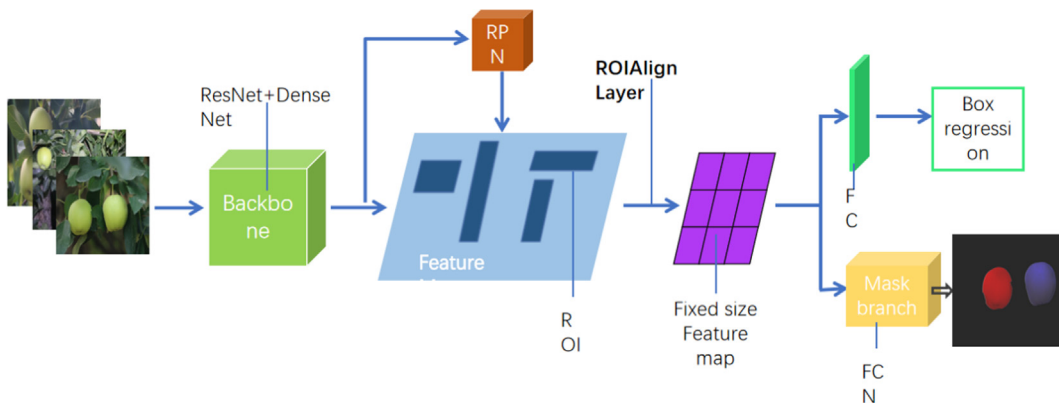 RP
N
ROIAlign
Layer
ResNet+Dense
Net
Box
regressi
on
Backbo
ne
F
C
Feature
Mask
branch
Fixed size
Feature
map
R
OI
FC
N